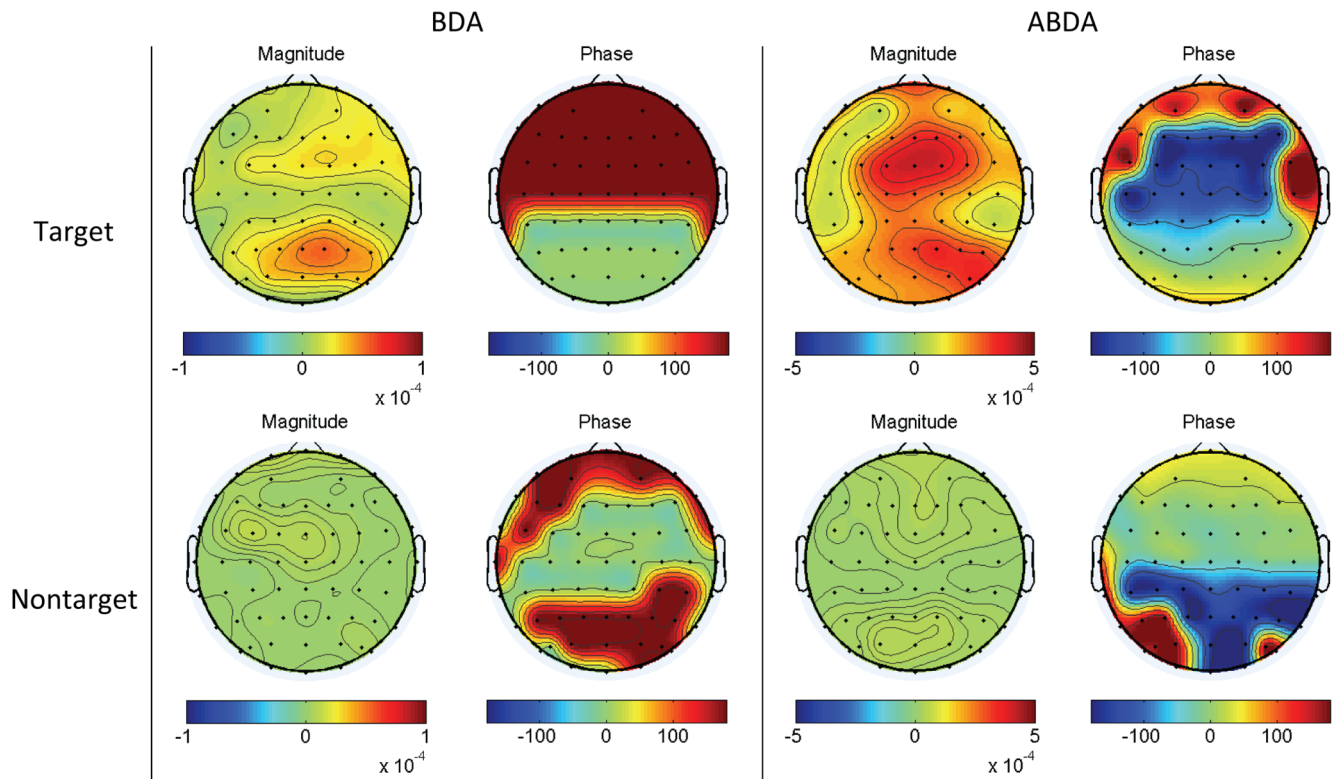 BDA ABDA
Magnitude Phase Magnitude Phase
Target
-1 0 1 -100 0 100 -5 0 5 -100 0 100
x 10^-4 x 10^-4
Magnitude Phase Magnitude Phase
Nontarget
-1 0 1 -100 0 100 -5 0 5 -100 0 100
x 10^-4 x 10^-4